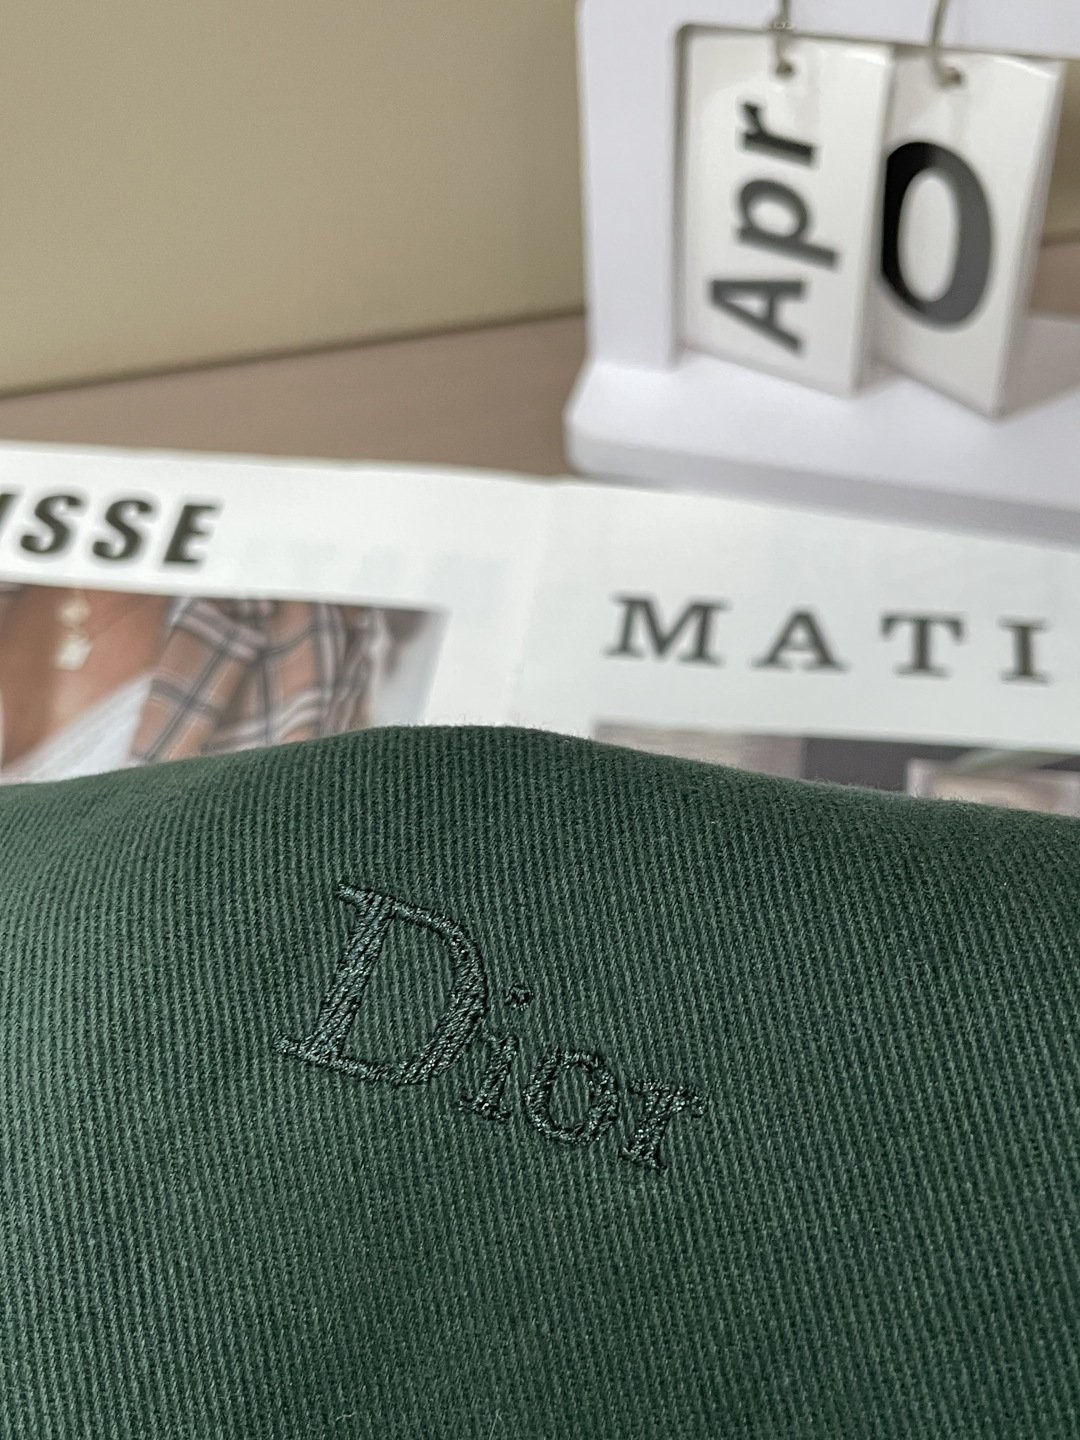 Apr
0
ISSE
MATI
Dior